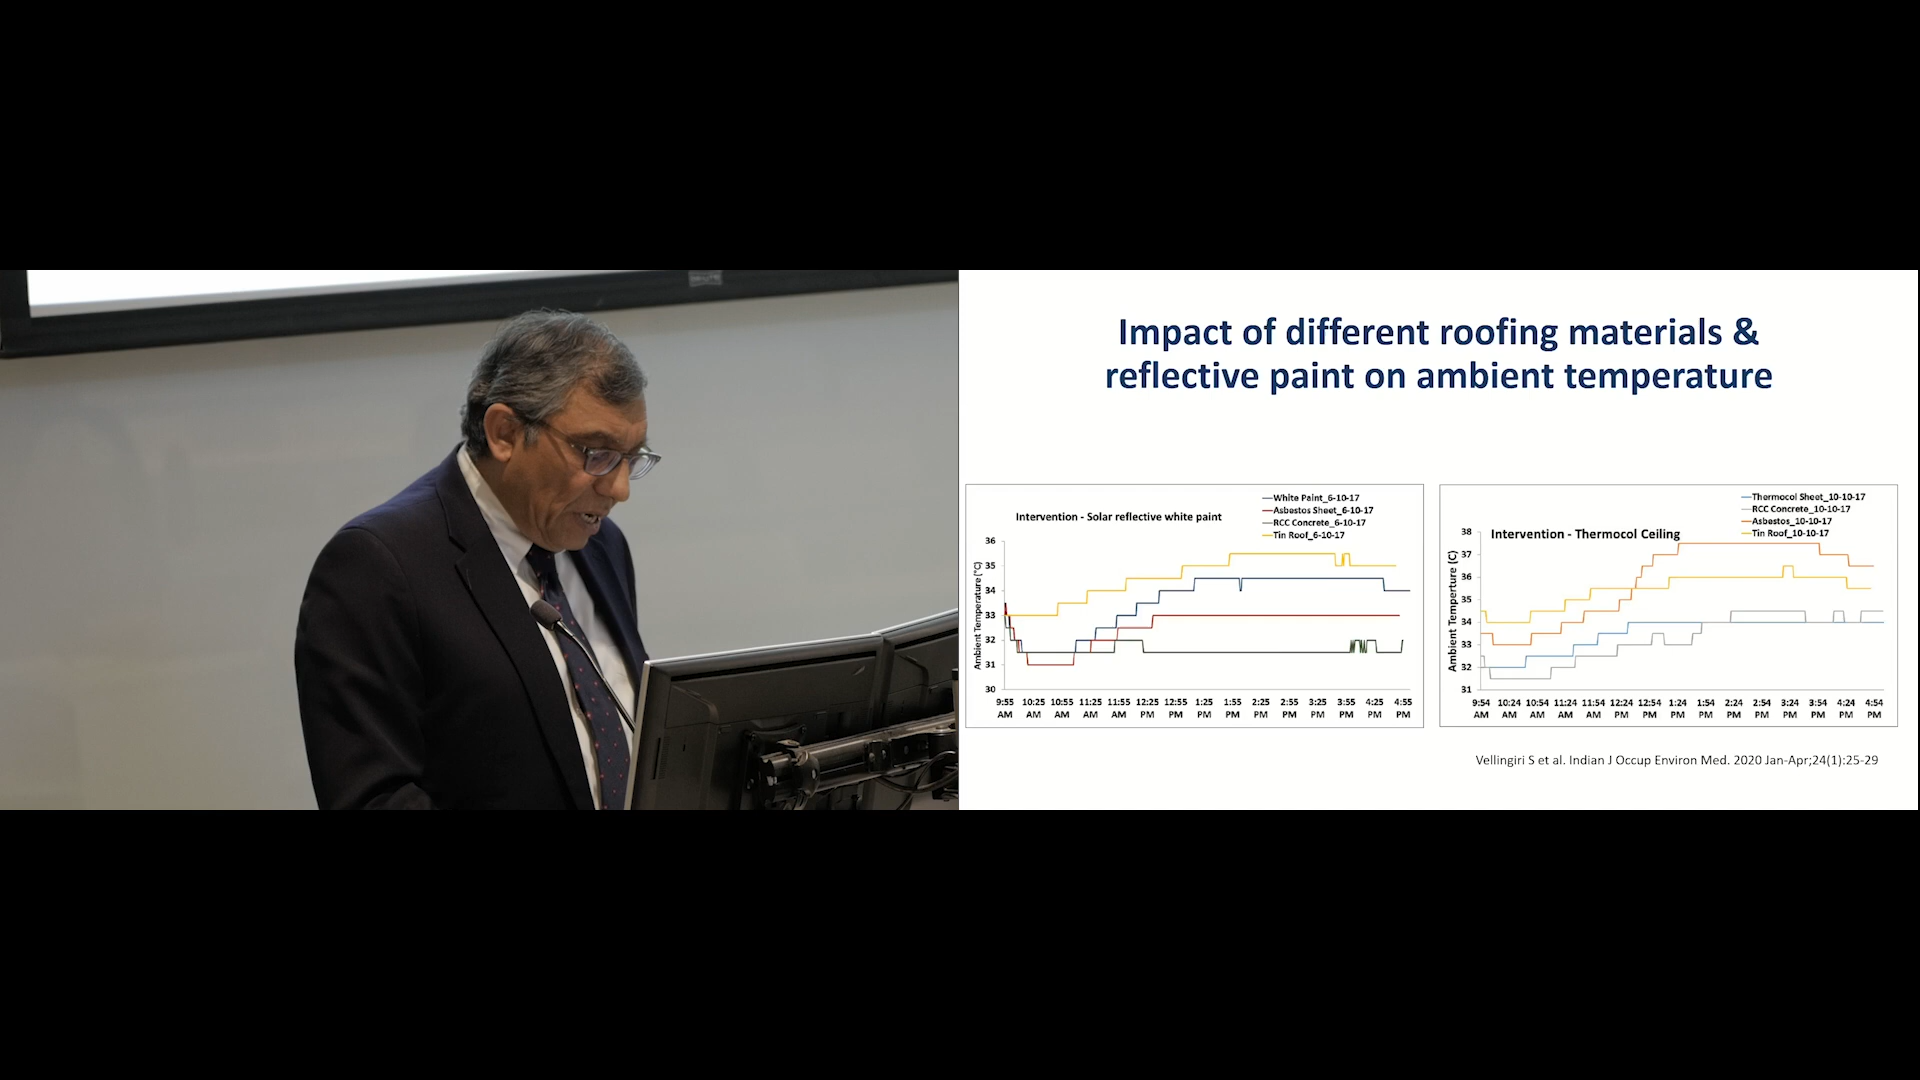 Impact of different roofing materials &
reflective paint on ambient temperature
Intervention - Solar reflective white paint
White Paint_6-10-17
Asbestos Sheet_6-10-17
RCC Concrete_6-10-17
Tin Roof_6-10-17
Ambient Temperature (°C)
36
35
34
33
32
31
30
9:55 AM 10:25 AM 10:55 AM 11:25 AM 11:55 AM 12:25 PM 12:55 PM 1:25 PM 1:55 PM 2:25 PM 2:55 PM 3:25 PM 3:55 PM 4:25 PM 4:55 PM
Intervention - Thermocol Ceiling
Thermocol Sheet_10-10-17
RCC Concrete_10-10-17
Asbestos_10-10-17
Tin Roof_10-10-17
Ambient Temperture (C)
38
37
36
35
34
33
32
31
9:54 AM 10:24 AM 10:54 AM 11:24 AM 11:54 AM 12:24 PM 12:54 PM 1:24 PM 1:54 PM 2:24 PM 2:54 PM 3:24 PM 3:54 PM 4:24 PM 4:54 PM
Vellingiri S et al. Indian J Occup Environ Med. 2020 Jan-Apr;24(1):25-29